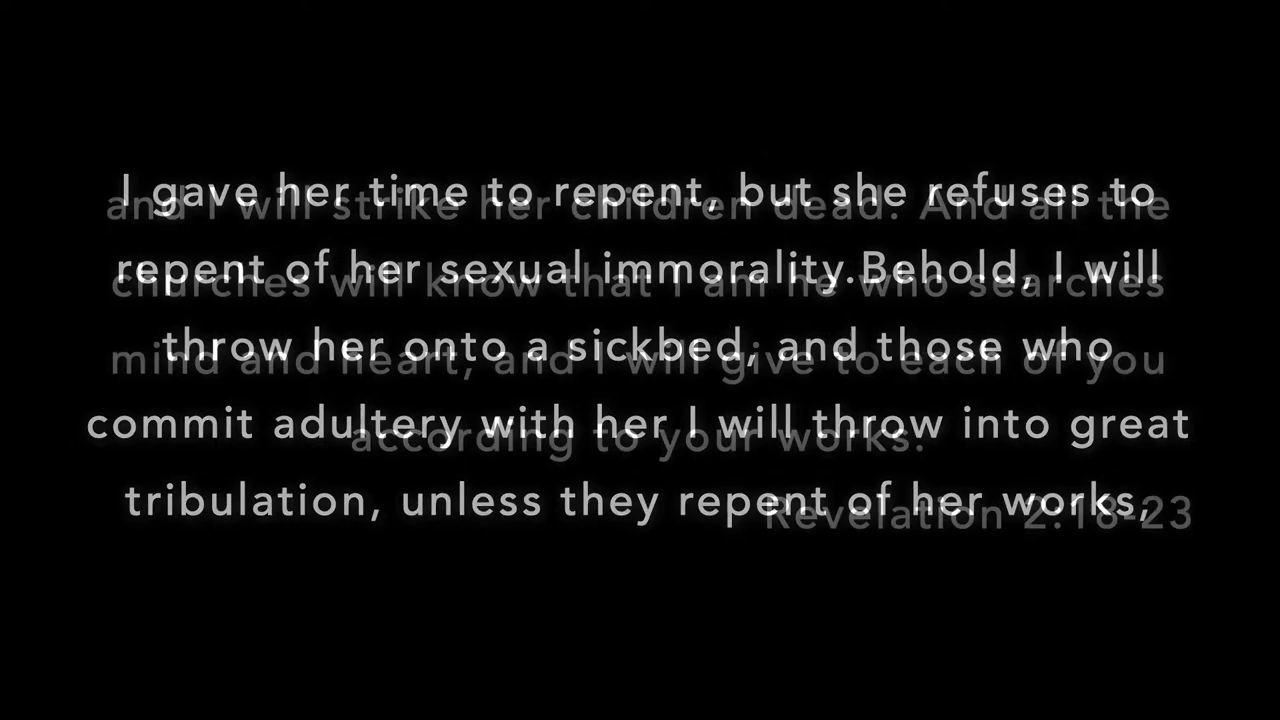 I gave her time to repent, but she refuses to
repent of her sexual immorality.Behold, I will
throw her onto a sickbed, and those who
commit adultery with her I will throw into great
tribulation, unless they repent of her works,
and I will strike her children dead. And all the
churches will know that I am he who searches
mind and heart, and I will give to each of you
according to your works.
Revelation 2:18-23